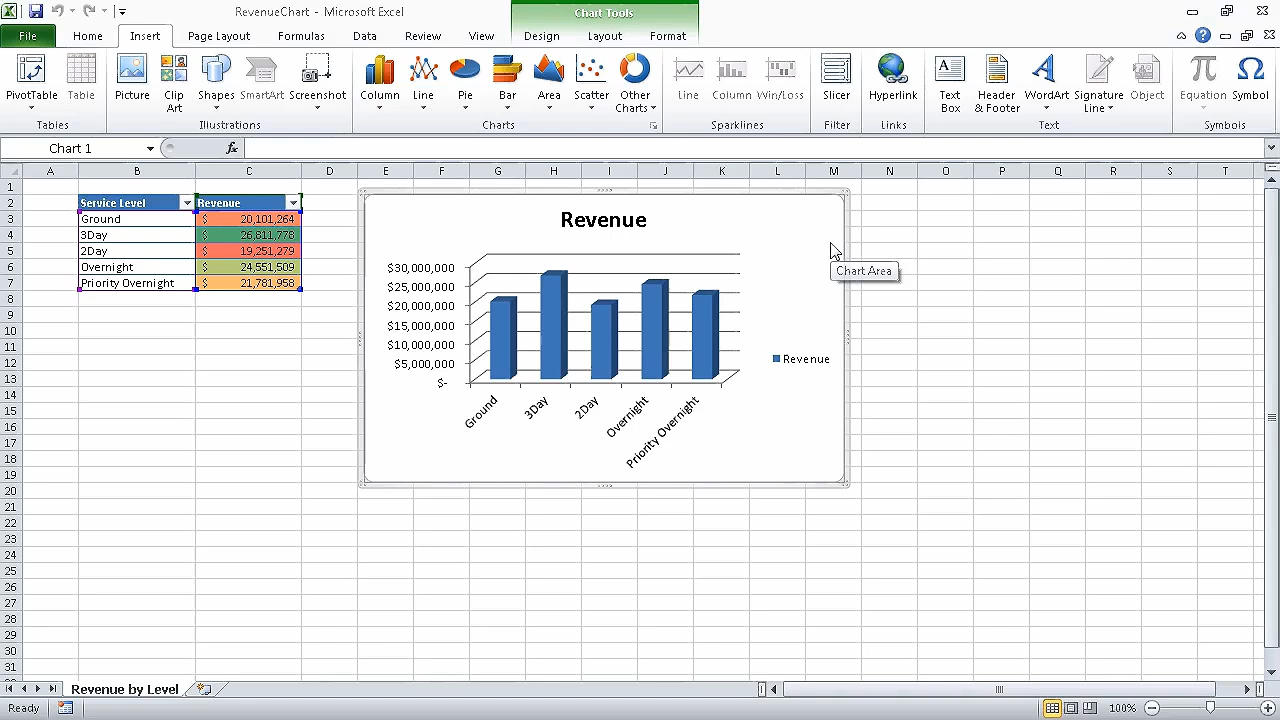 RevenueChart - Microsoft Excel
Chart Tools
File Home Insert Page Layout Formulas Data Review View Design Layout Format
PivotTable Table Picture Clip Art Shapes SmartArt Screenshot Column Line Pie Bar Area Scatter Other Charts Line Column Win/Loss Slicer Hyperlink Text Box Header & Footer WordArt Signature Line Object Equation Symbol
Tables Illustrations Charts Sparklines Filter Links Text Symbols
Chart 1 fx
A B C D E F G H I J K L M N O P Q R S T
1
2 Service Level Revenue
3 Ground $ 20,101,264
4 3Day $ 26,811,778
5 2Day $ 19,251,279
6 Overnight $ 24,551,509
7 Priority Overnight $ 21,781,958
8
9
10
11
12
13
14
15
16
17
18
19
20
21
22
23
24
25
26
27
28
29
30
31
Revenue
Chart Area
$30,000,000
$25,000,000
$20,000,000
$15,000,000
$10,000,000
$5,000,000
$-
Revenue
Ground 3Day 2Day Overnight Priority Overnight
Revenue by Level
Ready 100%